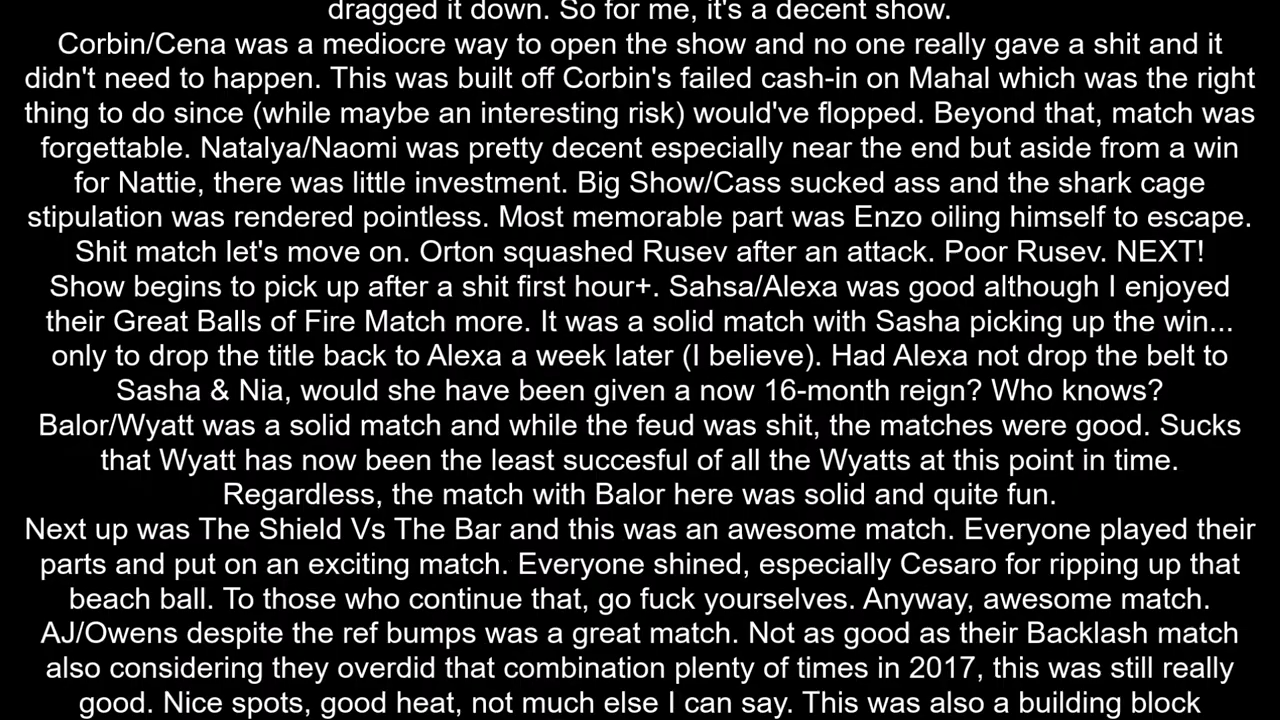 dragged it down. So for me, it's a decent show.
Corbin/Cena was a mediocre way to open the show and no one really gave a shit and it
didn't need to happen. This was built off Corbin's failed cash-in on Mahal which was the right
thing to do since (while maybe an interesting risk) would've flopped. Beyond that, match was
forgettable. Natalya/Naomi was pretty decent especially near the end but aside from a win
for Nattie, there was little investment. Big Show/Cass sucked ass and the shark cage
stipulation was rendered pointless. Most memorable part was Enzo oiling himself to escape.
Shit match let's move on. Orton squashed Rusev after an attack. Poor Rusev. NEXT!
Show begins to pick up after a shit first hour+. Sahsa/Alexa was good although I enjoyed
their Great Balls of Fire Match more. It was a solid match with Sasha picking up the win...
only to drop the title back to Alexa a week later (I believe). Had Alexa not drop the belt to
Sasha & Nia, would she have been given a now 16-month reign? Who knows?
Balor/Wyatt was a solid match and while the feud was shit, the matches were good. Sucks
that Wyatt has now been the least succesful of all the Wyatts at this point in time.
Regardless, the match with Balor here was solid and quite fun.
Next up was The Shield Vs The Bar and this was an awesome match. Everyone played their
parts and put on an exciting match. Everyone shined, especially Cesaro for ripping up that
beach ball. To those who continue that, go fuck yourselves. Anyway, awesome match.
AJ/Owens despite the ref bumps was a great match. Not as good as their Backlash match
also considering they overdid that combination plenty of times in 2017, this was still really
good. Nice spots, good heat, not much else I can say. This was also a building block